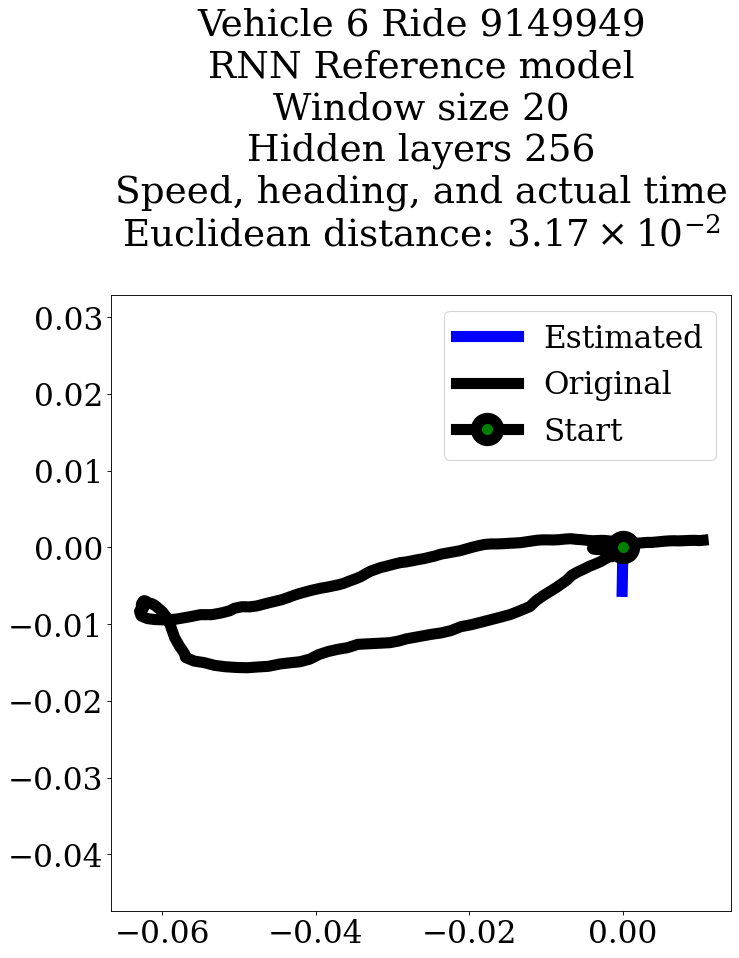 Vehicle 6 Ride 9149949
RNN Reference model
Window size 20
Hidden layers 256
Speed, heading, and actual time
Euclidean distance: 3.17 × 10⁻²
Estimated
Original
Start
0.03
0.02
0.01
0.00
−0.01
−0.02
−0.03
−0.04
−0.06
−0.04
−0.02
0.00